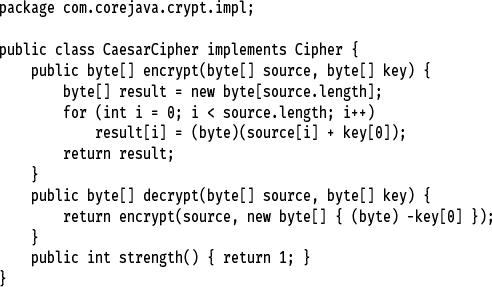 package com.corejava.crypt.impl;

public class CaesarCipher implements Cipher {
    public byte[] encrypt(byte[] source, byte[] key) {
        byte[] result = new byte[source.length];
        for (int i = 0; i < source.length; i++)
            result[i] = (byte)(source[i] + key[0]);
        return result;
    }
    public byte[] decrypt(byte[] source, byte[] key) {
        return encrypt(source, new byte[] { (byte) -key[0] });
    }
    public int strength() { return 1; }
}